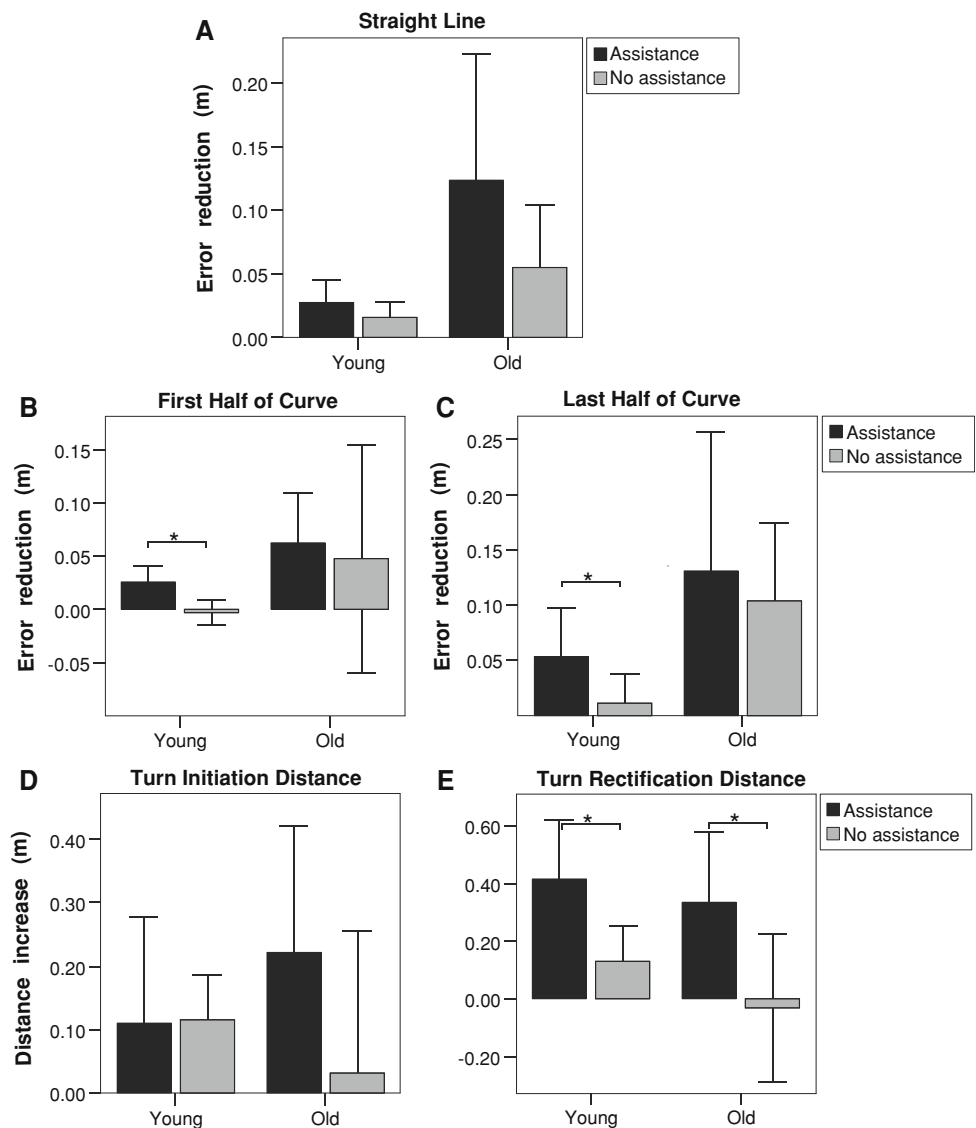 A
Straight Line
Assistance
No assistance
Error reduction (m)
0.20
0.15
0.10
0.05
0.00
Young Old
B
First Half of Curve
Error reduction (m)
0.15
0.10
0.05
0.00
-0.05
*
Young Old
C
Last Half of Curve
Assistance
No assistance
Error reduction (m)
0.25
0.20
0.15
0.10
0.05
*
Young Old
D
Turn Initiation Distance
Distance increase (m)
0.40
0.30
0.20
0.10
0.00
Young Old
E
Turn Rectification Distance
Assistance
No assistance
0.60
0.40
0.20
0.00
-0.20
* *
Young Old